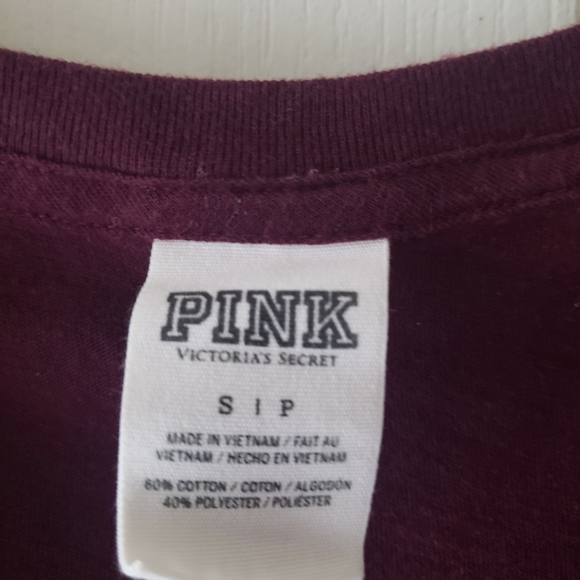 PINK
VICTORIA'S SECRET
S | P
MADE IN VIETNAM / FAIT AU
VIETNAM / HECHO EN VIETNAM
60% COTTON / COTON / ALGODÓN
40% POLYESTER / POLIÉSTER